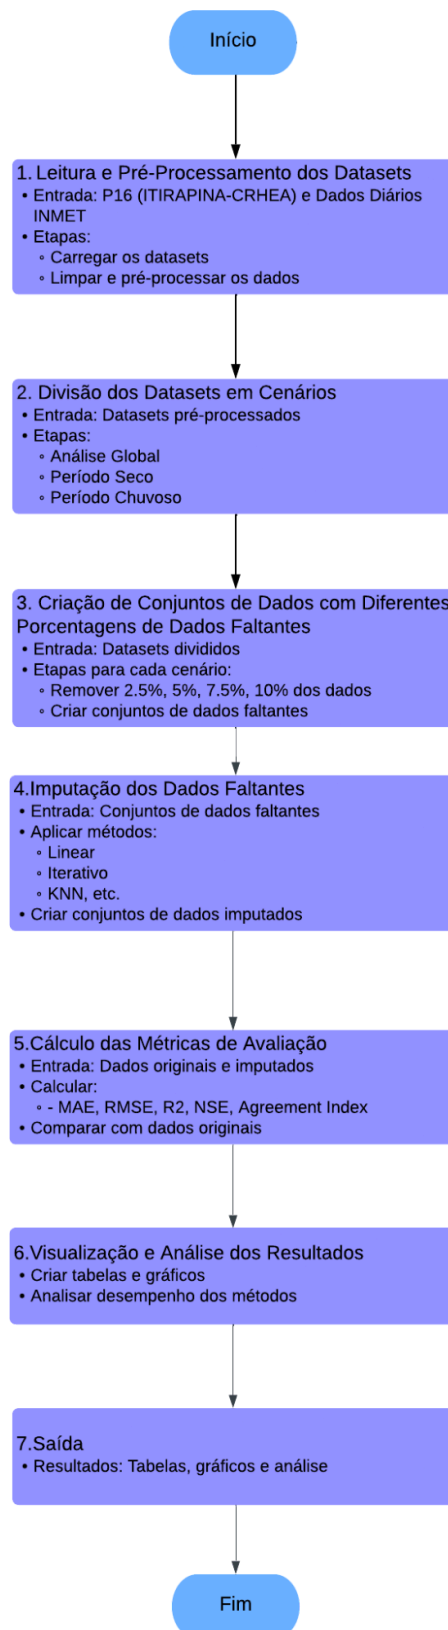 Início
1. Leitura e Pré-Processamento dos Datasets
• Entrada: P16 (ITIRAPINA-CRHEA) e Dados Diários
INMET
• Etapas:
◦ Carregar os datasets
◦ Limpar e pré-processar os dados
2. Divisão dos Datasets em Cenários
• Entrada: Datasets pré-processados
• Etapas:
◦ Análise Global
◦ Período Seco
◦ Período Chuvoso
3. Criação de Conjuntos de Dados com Diferentes
Porcentagens de Dados Faltantes
• Entrada: Datasets divididos
• Etapas para cada cenário:
◦ Remover 2.5%, 5%, 7.5%, 10% dos dados
◦ Criar conjuntos de dados faltantes
4.Imputação dos Dados Faltantes
• Entrada: Conjuntos de dados faltantes
• Aplicar métodos:
◦ Linear
◦ Iterativo
◦ KNN, etc.
• Criar conjuntos de dados imputados
5.Cálculo das Métricas de Avaliação
• Entrada: Dados originais e imputados
• Calcular:
◦ - MAE, RMSE, R2, NSE, Agreement Index
• Comparar com dados originais
6.Visualização e Análise dos Resultados
• Criar tabelas e gráficos
• Analisar desempenho dos métodos
7.Saída
• Resultados: Tabelas, gráficos e análise
Fim